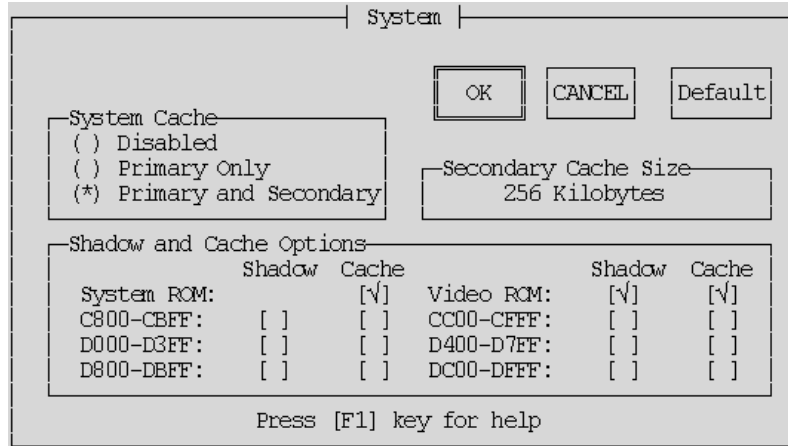 System
OK CANCEL Default
System Cache
( ) Disabled
( ) Primary Only
(*) Primary and Secondary
Secondary Cache Size
256 Kilobytes
Shadow and Cache Options
Shadow Cache Shadow Cache
System ROM: [√] Video ROM: [√] [√]
C800-CBFF: [ ] [ ] CC00-CFFF: [ ] [ ]
D000-D3FF: [ ] [ ] D400-D7FF: [ ] [ ]
D800-DBFF: [ ] [ ] DC00-DFFF: [ ] [ ]
Press [F1] key for help